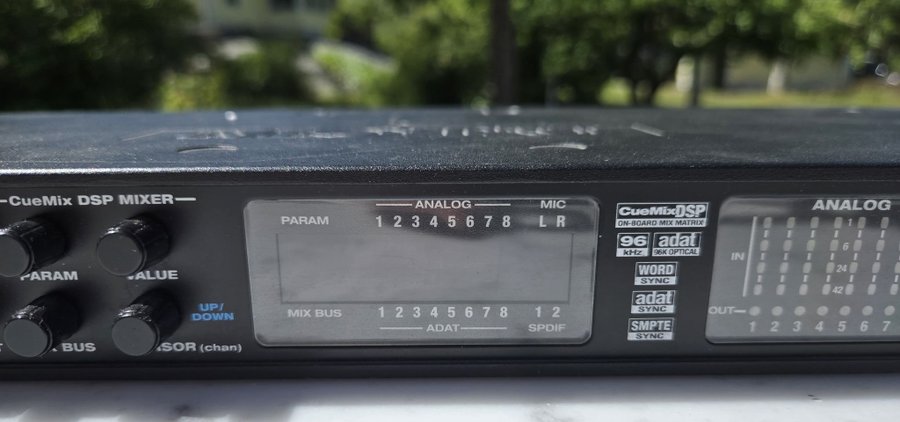 CueMix DSP MIXER
PARAM
VALUE
UP/
DOWN
BUS
(chan)
ANALOG
MIC
PARAM
1 2 3 4 5 6 7 8
L R
MIX BUS
1 2 3 4 5 6 7 8
1 2
ADAT
SPDIF
CueMixDSP
ON-BOARD MIX MATRIX
96
kHz
adat
96K OPTICAL
WORD
SYNC
adat
SYNC
SMPTE
SYNC
ANALOG
1
IN
6
24
42
OUT
1 2 3 4 5 6 7